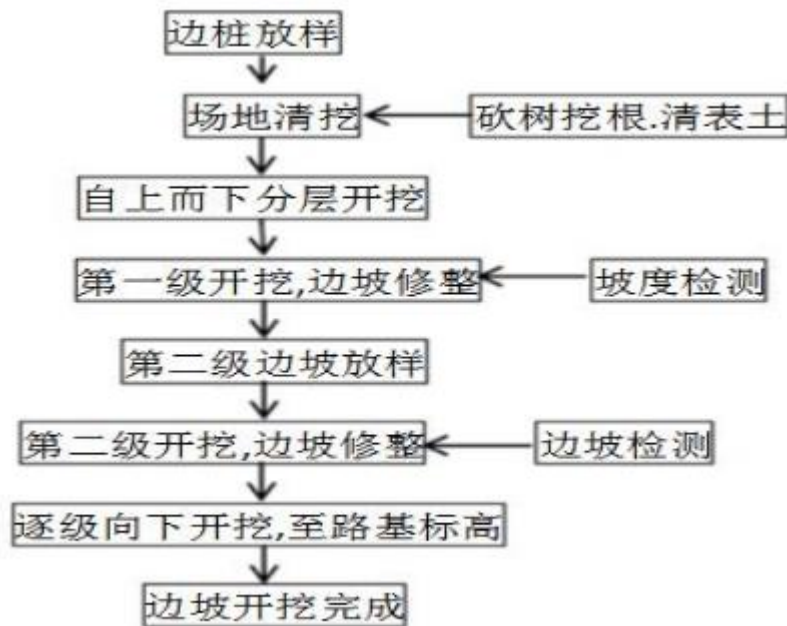 边桩放样
场地清挖
砍树挖根.清表土
自上而下分层开挖
第一级开挖,边坡修整
坡度检测
第二级边坡放样
第二级开挖,边坡修整
边坡检测
逐级向下开挖,至路基标高
边坡开挖完成